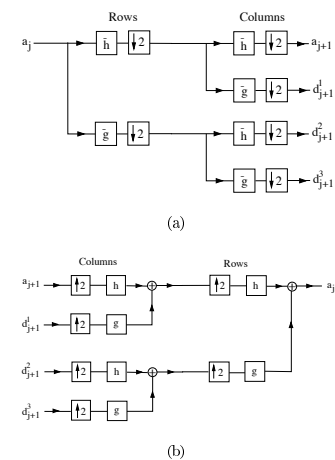 Rows Columns
a_j h̄ ↓2 h̄ ↓2 a_{j+1}
ḡ ↓2 d^1_{j+1}
ḡ ↓2 h̄ ↓2 d^2_{j+1}
ḡ ↓2 d^3_{j+1}
(a)
Columns Rows
a_{j+1} ↑2 h ↑2 h a_j
d^1_{j+1} ↑2 g
d^2_{j+1} ↑2 h ↑2 g
d^3_{j+1} ↑2 g
(b)